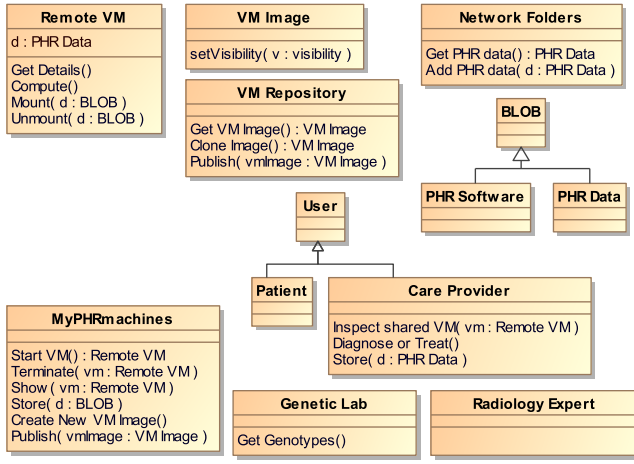 Remote VM
d : PHR Data
Get Details()
Compute()
Mount( d : BLOB )
Unmount( d : BLOB )
VM Image
setVisibility( v : visibility )
VM Repository
Get VM Image() : VM Image
Clone Image() : VM Image
Publish( vmImage : VM Image )
Network Folders
Get PHR data() : PHR Data
Add PHR data( d : PHR Data )
BLOB
PHR Software
PHR Data
User
Patient
Care Provider
Inspect shared VM( vm : Remote VM )
Diagnose or Treat()
Store( d : PHR Data )
MyPHRmachines
Start VM() : Remote VM
Terminate( vm : Remote VM )
Show ( vm : Remote VM )
Store( d : BLOB )
Create New VM Image()
Publish( vmImage : VM Image )
Genetic Lab
Get Genotypes()
Radiology Expert